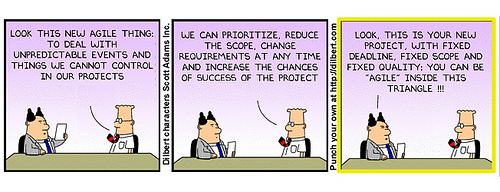 LOOK THIS NEW AGILE THING:
TO DEAL WITH
UNPREDICTABLE EVENTS AND
THINGS WE CANNOT CONTROL
IN OUR PROJECTS
Dilbert characters Scott Adams Inc.
WE CAN PRIORITIZE, REDUCE
THE SCOPE, CHANGE
REQUIREMENTS AT ANY TIME
AND INCREASE THE CHANCES
OF SUCCESS OF THE PROJECT
Punch your own at http://dilbert.com
LOOK, THIS IS YOUR NEW
PROJECT, WITH FIXED
DEADLINE, FIXED SCOPE AND
FIXED QUALITY: YOU CAN BE
"AGILE" INSIDE THIS
TRIANGLE !!!